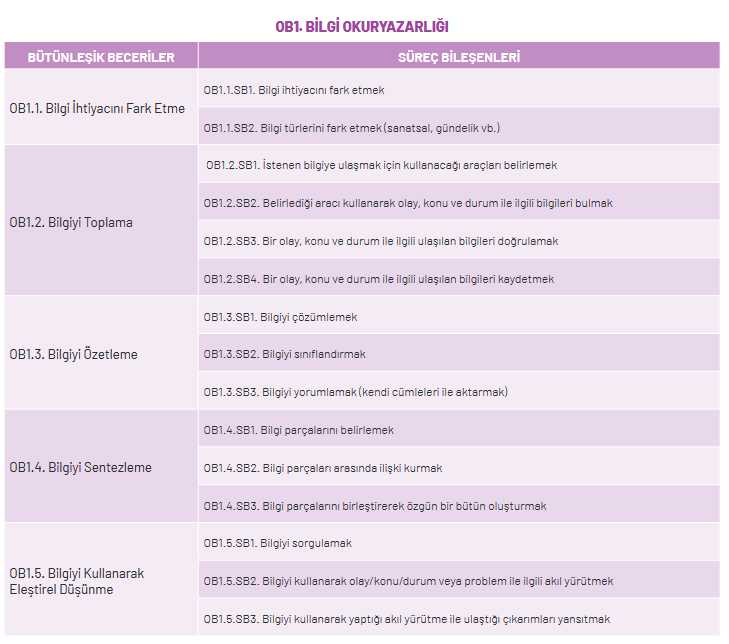 OB1. BİLGİ OKURYAZARLIĞI
BÜTÜNLEŞİK BECERİLER
SÜREÇ BİLEŞENLERİ
OB1.1. Bilgi İhtiyacını Fark Etme
OB1.1.SB1. Bilgi ihtiyacını fark etmek
OB1.1.SB2. Bilgi türlerini fark etmek (sanatsal, gündelik vb.)
OB1.2. Bilgiyi Toplama
OB1.2.SB1. İstenen bilgiye ulaşmak için kullanacağı araçları belirlemek
OB1.2.SB2. Belirlediği aracı kullanarak olay, konu ve durum ile ilgili bilgileri bulmak
OB1.2.SB3. Bir olay, konu ve durum ile ilgili ulaşılan bilgileri doğrulamak
OB1.2.SB4. Bir olay, konu ve durum ile ilgili ulaşılan bilgileri kaydetmek
OB1.3. Bilgiyi Özetleme
OB1.3.SB1. Bilgiyi çözümlemek
OB1.3.SB2. Bilgiyi sınıflandırmak
OB1.3.SB3. Bilgiyi yorumlamak (kendi cümleleri ile aktarmak)
OB1.4. Bilgiyi Sentezleme
OB1.4.SB1. Bilgi parçalarını belirlemek
OB1.4.SB2. Bilgi parçaları arasında ilişki kurmak
OB1.4.SB3. Bilgi parçalarını birleştirerek özgün bir bütün oluşturmak
OB1.5. Bilgiyi Kullanarak
Eleştirel Düşünme
OB1.5.SB1. Bilgiyi sorgulamak
OB1.5.SB2. Bilgiyi kullanarak olay/konu/durum veya problem ile ilgili akıl yürütmek
OB1.5.SB3. Bilgiyi kullanarak yaptığı akıl yürütme ile ulaştığı çıkarımları yansıtmak